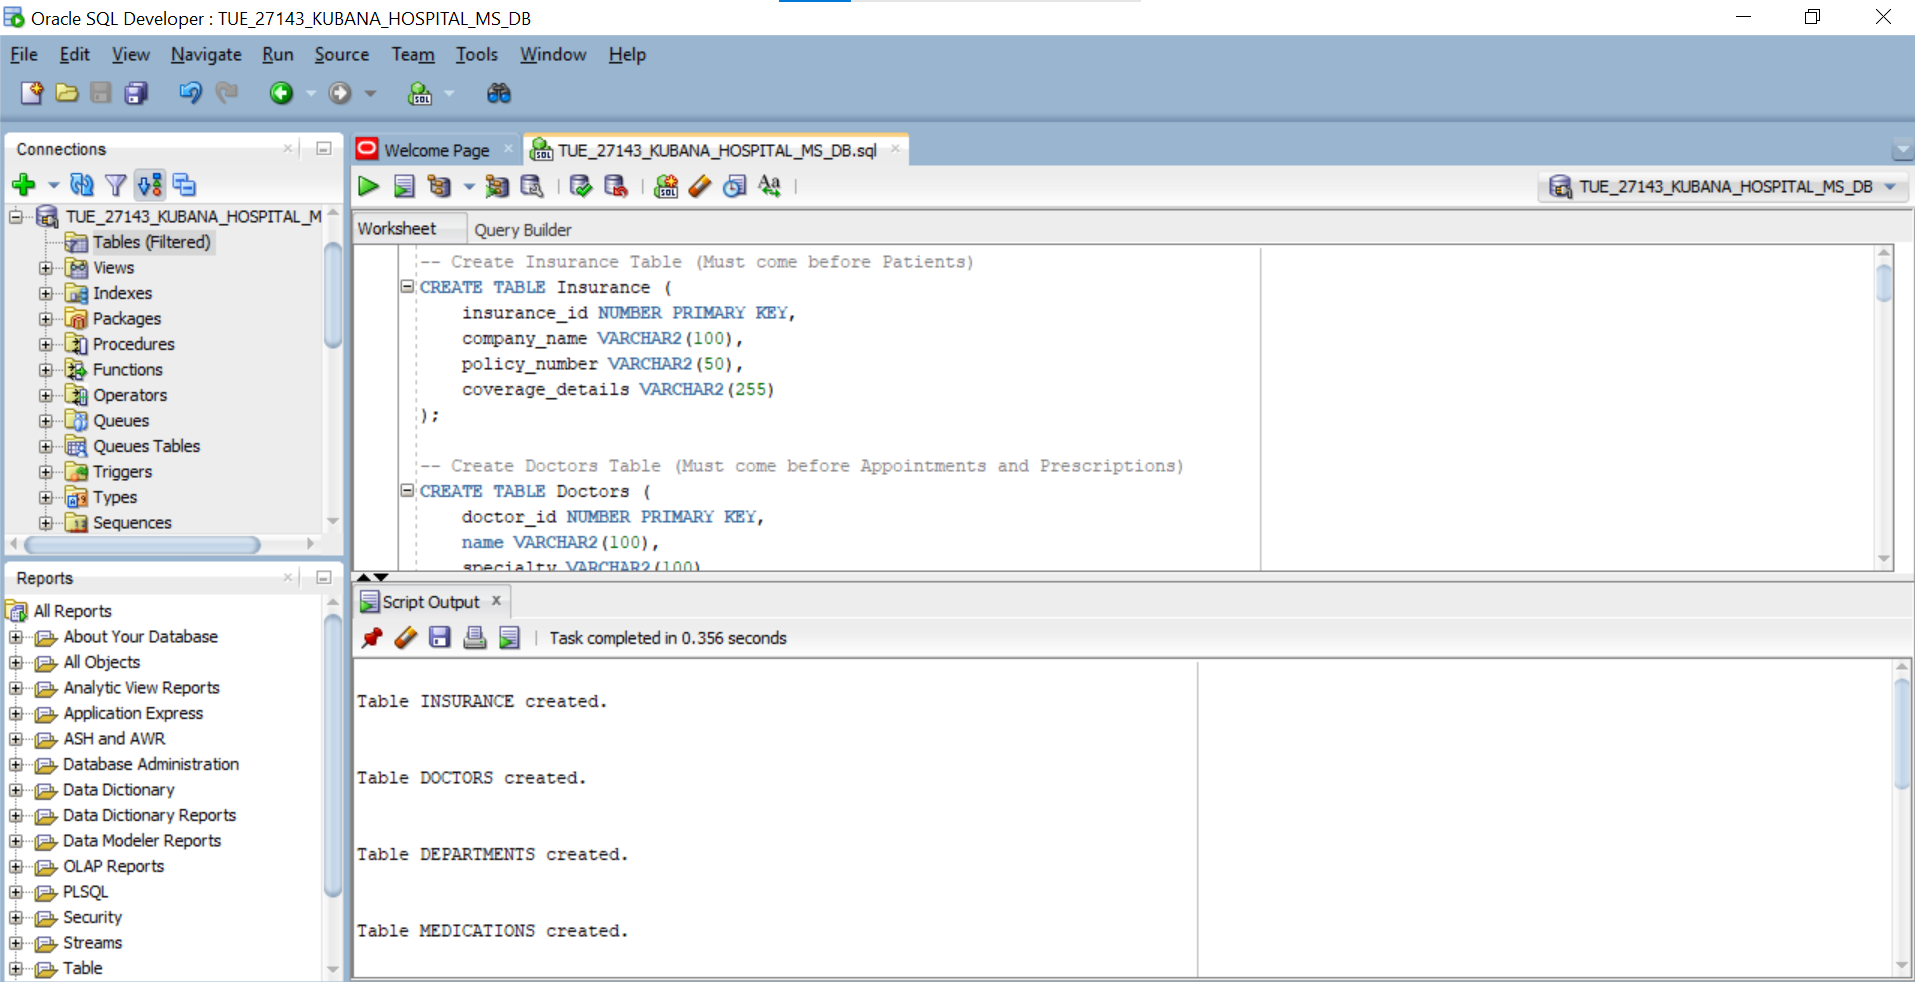 Oracle SQL Developer : TUE_27143_KUBANA_HOSPITAL_MS_DB
File Edit View Navigate Run Source Team Tools Window Help
Connections
TUE_27143_KUBANA_HOSPITAL_M
Tables (Filtered)
Views
Indexes
Packages
Procedures
Functions
Operators
Queues
Queues Tables
Triggers
Types
Sequences
Reports
All Reports
About Your Database
All Objects
Analytic View Reports
Application Express
ASH and AWR
Database Administration
Data Dictionary
Data Dictionary Reports
Data Modeler Reports
OLAP Reports
PLSQL
Security
Streams
Table
Welcome Page
TUE_27143_KUBANA_HOSPITAL_MS_DB.sql
TUE_27143_KUBANA_HOSPITAL_MS_DB
Worksheet Query Builder
-- Create Insurance Table (Must come before Patients)
CREATE TABLE Insurance (
    insurance_id NUMBER PRIMARY KEY,
    company_name VARCHAR2(100),
    policy_number VARCHAR2(50),
    coverage_details VARCHAR2(255)
);
-- Create Doctors Table (Must come before Appointments and Prescriptions)
CREATE TABLE Doctors (
    doctor_id NUMBER PRIMARY KEY,
    name VARCHAR2(100),
    specialty VARCHAR2(100)
Script Output
Task completed in 0.356 seconds
Table INSURANCE created.
Table DOCTORS created.
Table DEPARTMENTS created.
Table MEDICATIONS created.